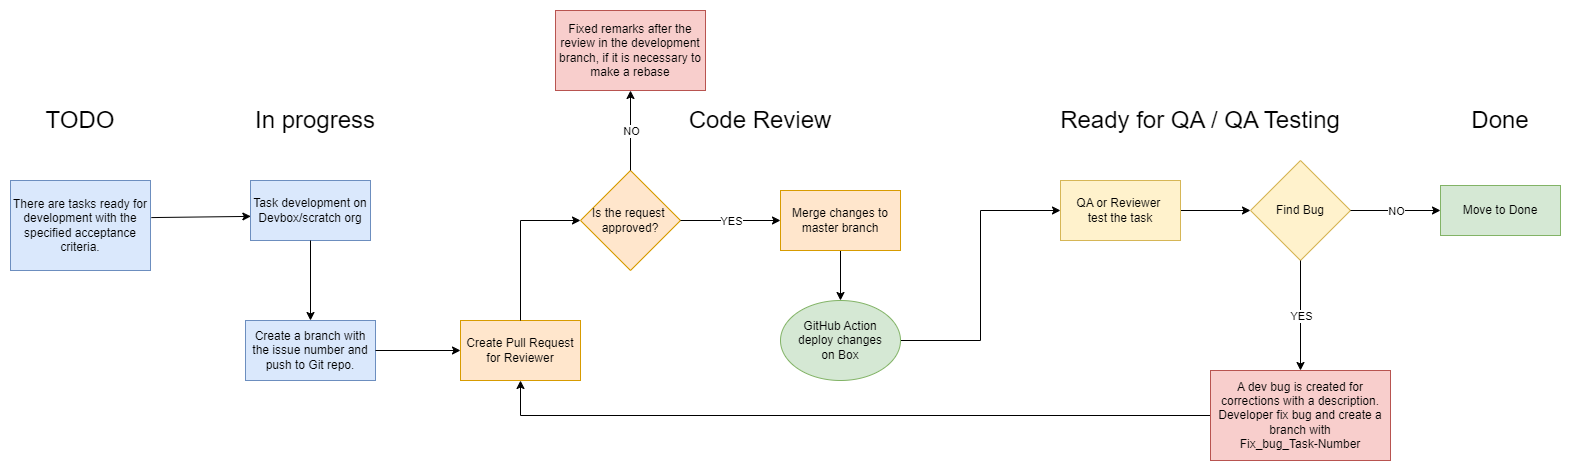 Fixed remarks after the
review in the development
branch, if it is necessary to
make a rebase
NO
TODO
In progress
Code Review
Ready for QA / QA Testing
Done
There are tasks ready for
development with the
specified acceptance
criteria.
Task development on
Devbox/scratch org
Create a branch with
the issue number and
push to Git repo.
Create Pull Request
for Reviewer
Is the request
approved?
YES
Merge changes to
master branch
GitHub Action
deploy changes
on Box
QA or Reviewer
test the task
Find Bug
NO
Move to Done
YES
A dev bug is created for
corrections with a description.
Developer fix bug and create a
branch with
Fix_bug_Task-Number